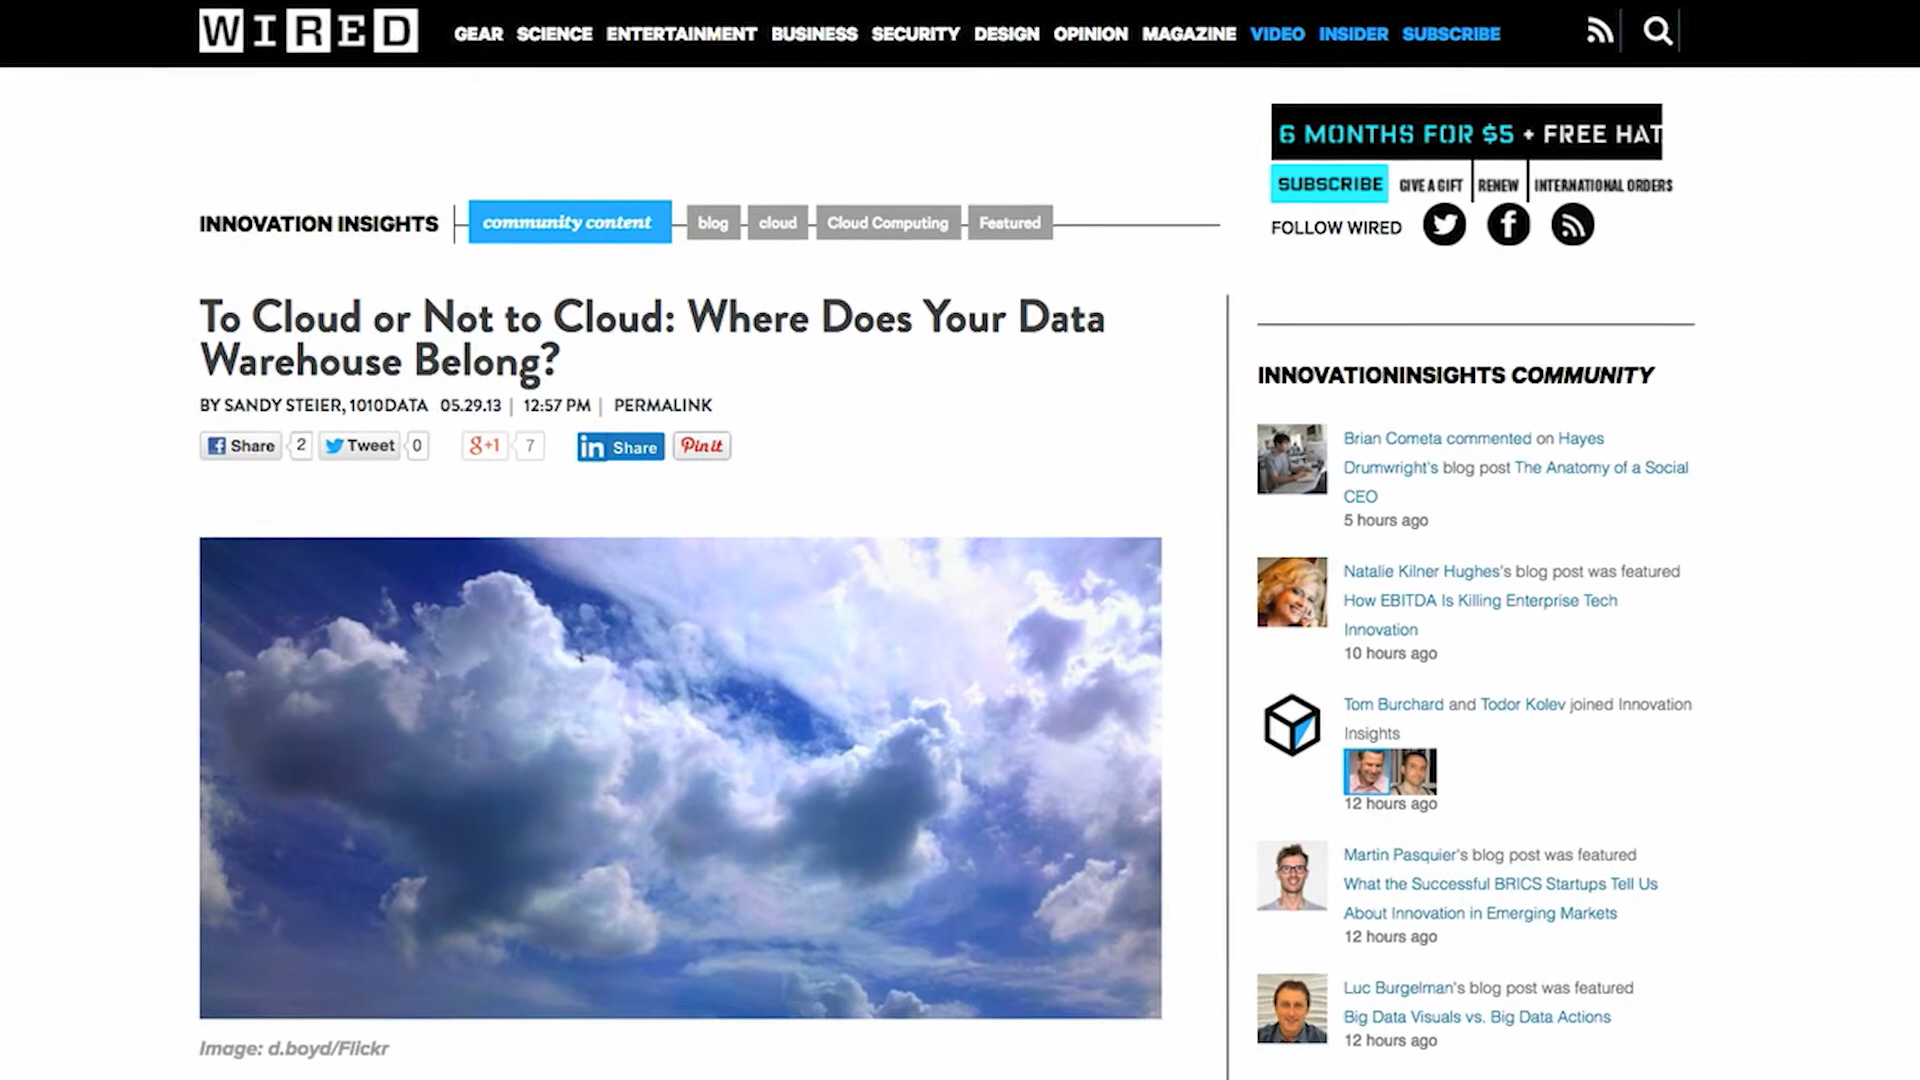 WIRED GEAR SCIENCE ENTERTAINMENT BUSINESS SECURITY DESIGN OPINION MAGAZINE VIDEO INSIDER SUBSCRIBE
6 MONTHS FOR $5 + FREE HAT
SUBSCRIBE GIVE A GIFT RENEW INTERNATIONAL ORDERS
FOLLOW WIRED
INNOVATION INSIGHTS community content blog cloud Cloud Computing Featured
To Cloud or Not to Cloud: Where Does Your Data
Warehouse Belong?
BY SANDY STEIER, 1010DATA 05.29.13 | 12:57 PM | PERMALINK
Share 2 Tweet 0 g+1 7 in Share Pin it
Image: d.boyd/Flickr
INNOVATIONINSIGHTS COMMUNITY
Brian Cometa commented on Hayes
Drumwright's blog post The Anatomy of a Social
CEO
5 hours ago
Natalie Kilner Hughes's blog post was featured
How EBITDA Is Killing Enterprise Tech
Innovation
10 hours ago
Tom Burchard and Todor Kolev joined Innovation
Insights
12 hours ago
Martin Pasquier's blog post was featured
What the Successful BRICS Startups Tell Us
About Innovation in Emerging Markets
12 hours ago
Luc Burgelman's blog post was featured
Big Data Visuals vs. Big Data Actions
12 hours ago